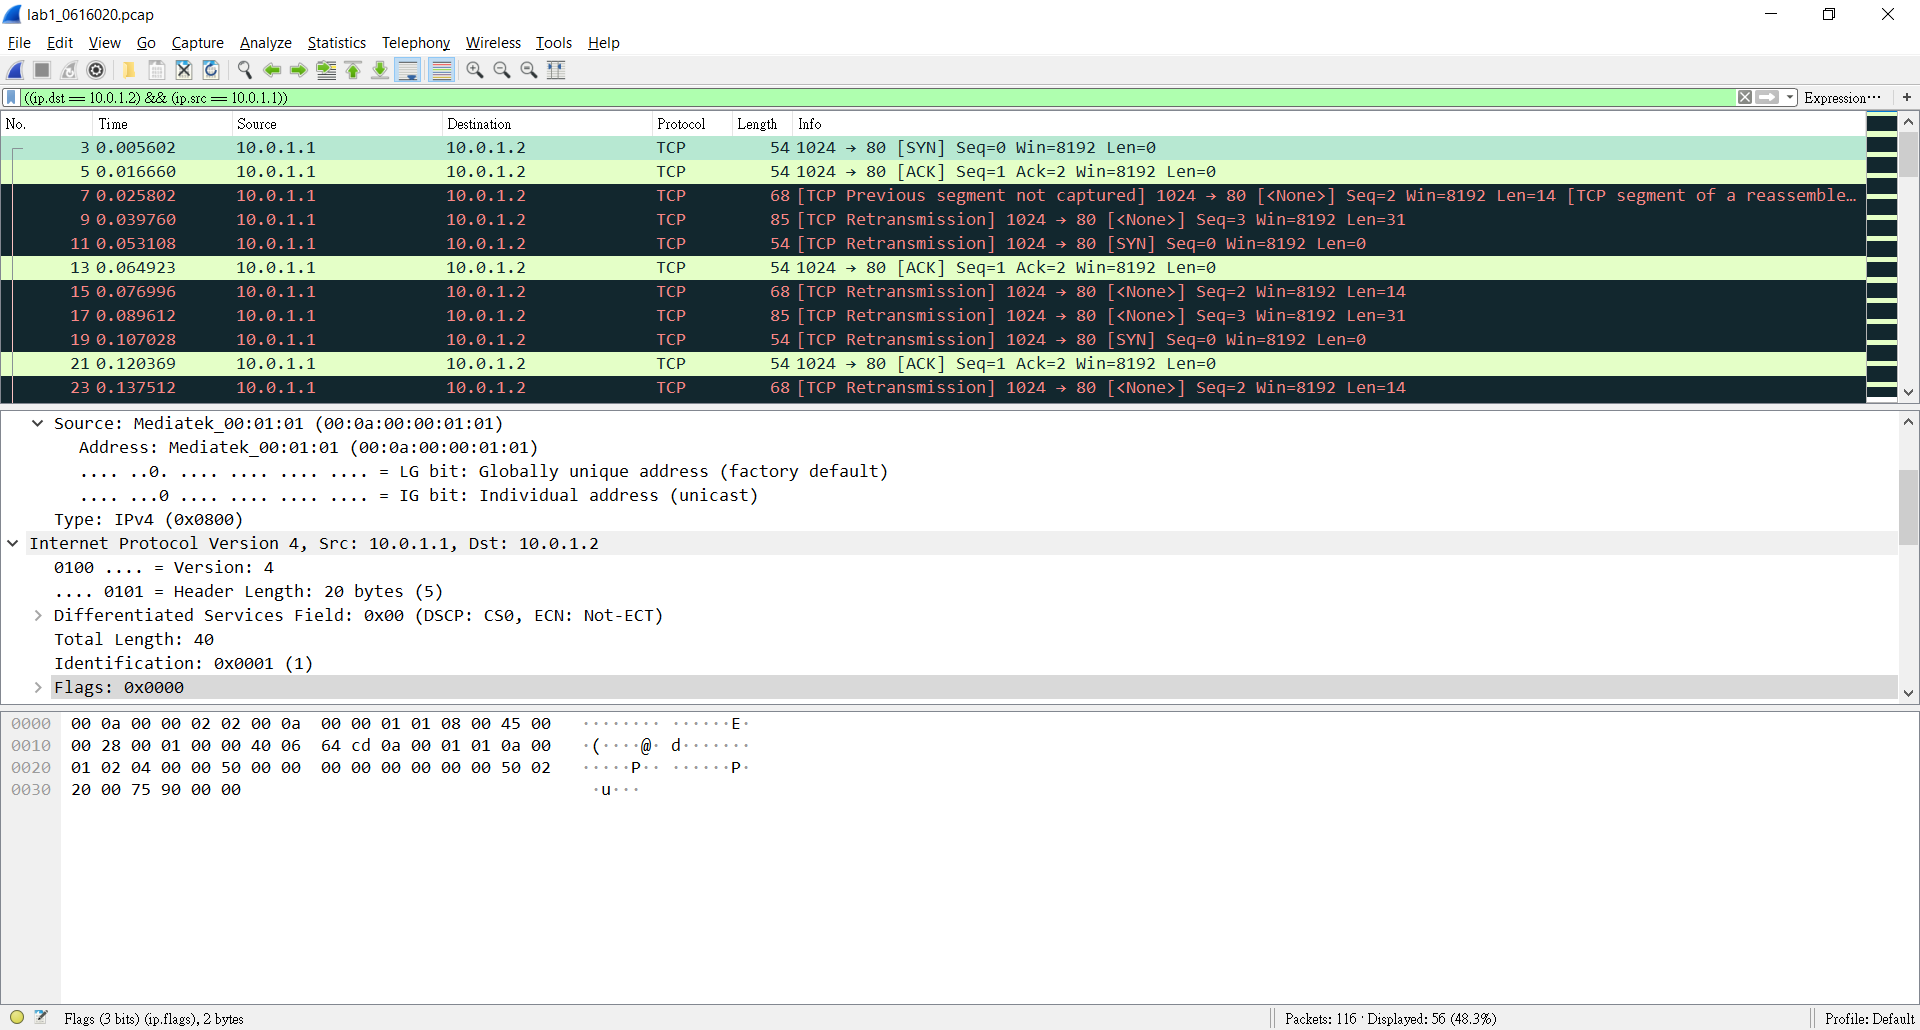 lab1_0616020.pcap
File Edit View Go Capture Analyze Statistics Telephony Wireless Tools Help
((ip.dst == 10.0.1.2) && (ip.src == 10.0.1.1)) Expression… +
No. Time Source Destination Protocol Length Info
3 0.005602 10.0.1.1 10.0.1.2 TCP 54 1024 → 80 [SYN] Seq=0 Win=8192 Len=0
5 0.016660 10.0.1.1 10.0.1.2 TCP 54 1024 → 80 [ACK] Seq=1 Ack=2 Win=8192 Len=0
7 0.025802 10.0.1.1 10.0.1.2 TCP 68 [TCP Previous segment not captured] 1024 → 80 [<None>] Seq=2 Win=8192 Len=14 [TCP segment of a reassemble…
9 0.039760 10.0.1.1 10.0.1.2 TCP 85 [TCP Retransmission] 1024 → 80 [<None>] Seq=3 Win=8192 Len=31
11 0.053108 10.0.1.1 10.0.1.2 TCP 54 [TCP Retransmission] 1024 → 80 [SYN] Seq=0 Win=8192 Len=0
13 0.064923 10.0.1.1 10.0.1.2 TCP 54 1024 → 80 [ACK] Seq=1 Ack=2 Win=8192 Len=0
15 0.076996 10.0.1.1 10.0.1.2 TCP 68 [TCP Retransmission] 1024 → 80 [<None>] Seq=2 Win=8192 Len=14
17 0.089612 10.0.1.1 10.0.1.2 TCP 85 [TCP Retransmission] 1024 → 80 [<None>] Seq=3 Win=8192 Len=31
19 0.107028 10.0.1.1 10.0.1.2 TCP 54 [TCP Retransmission] 1024 → 80 [SYN] Seq=0 Win=8192 Len=0
21 0.120369 10.0.1.1 10.0.1.2 TCP 54 1024 → 80 [ACK] Seq=1 Ack=2 Win=8192 Len=0
23 0.137512 10.0.1.1 10.0.1.2 TCP 68 [TCP Retransmission] 1024 → 80 [<None>] Seq=2 Win=8192 Len=14
Source: Mediatek_00:01:01 (00:0a:00:00:01:01)
Address: Mediatek_00:01:01 (00:0a:00:00:01:01)
.... ..0. .... .... .... .... = LG bit: Globally unique address (factory default)
.... ...0 .... .... .... .... = IG bit: Individual address (unicast)
Type: IPv4 (0x0800)
Internet Protocol Version 4, Src: 10.0.1.1, Dst: 10.0.1.2
0100 .... = Version: 4
.... 0101 = Header Length: 20 bytes (5)
Differentiated Services Field: 0x00 (DSCP: CS0, ECN: Not-ECT)
Total Length: 40
Identification: 0x0001 (1)
Flags: 0x0000
0000 00 0a 00 00 02 02 00 0a 00 00 01 01 08 00 45 00 ········ ······E·
0010 00 28 00 01 00 00 40 06 64 cd 0a 00 01 01 0a 00 ·(····@· d·······
0020 01 02 04 00 00 50 00 00 00 00 00 00 00 00 50 02 ·····P·· ······P·
0030 20 00 75 90 00 00 ·u···
Flags (3 bits) (ip.flags), 2 bytes Packets: 116 · Displayed: 56 (48.3%) Profile: Default